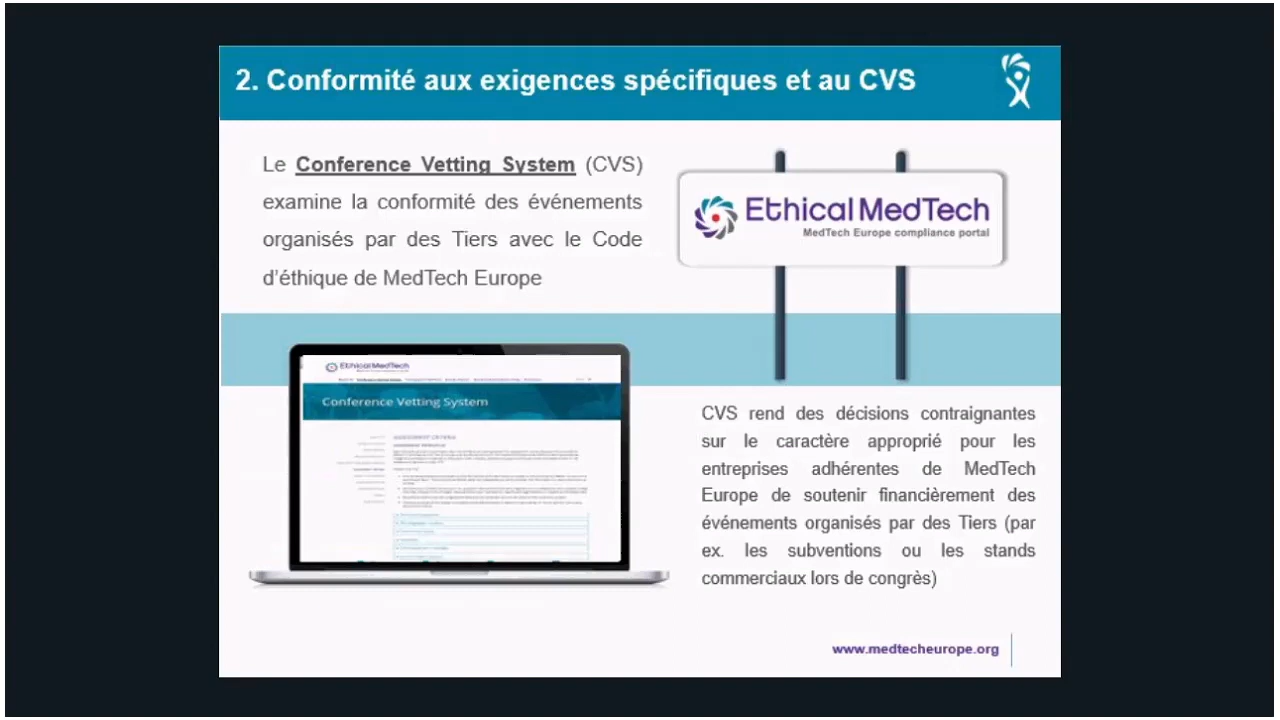 2. Conformité aux exigences spécifiques et au CVS
Le Conference Vetting System (CVS)
examine la conformité des événements
organisés par des Tiers avec le Code
d'éthique de MedTech Europe
Ethical MedTech
MedTech Europe compliance portal
Ethical MedTech
Conference Vetting System
CVS rend des décisions contraignantes
sur le caractère approprié pour les
entreprises adhérentes de MedTech
Europe de soutenir financièrement des
événements organisés par des Tiers (par
ex. les subventions ou les stands
commerciaux lors de congrès)
www.medtecheurope.org